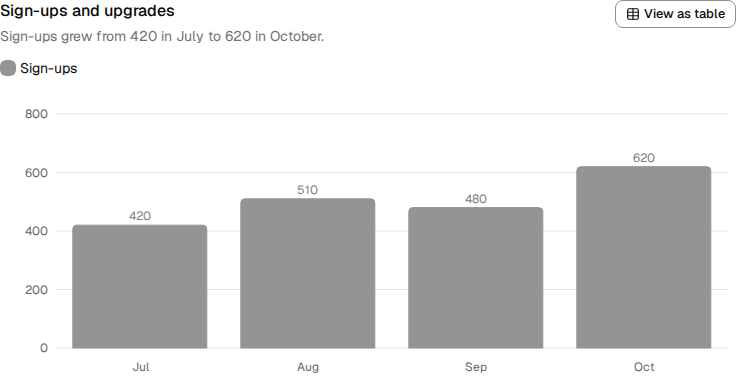 Sign-ups and upgrades
View as table
Sign-ups grew from 420 in July to 620 in October.
Sign-ups
800
600
400
200
0
420
510
480
620
Jul
Aug
Sep
Oct